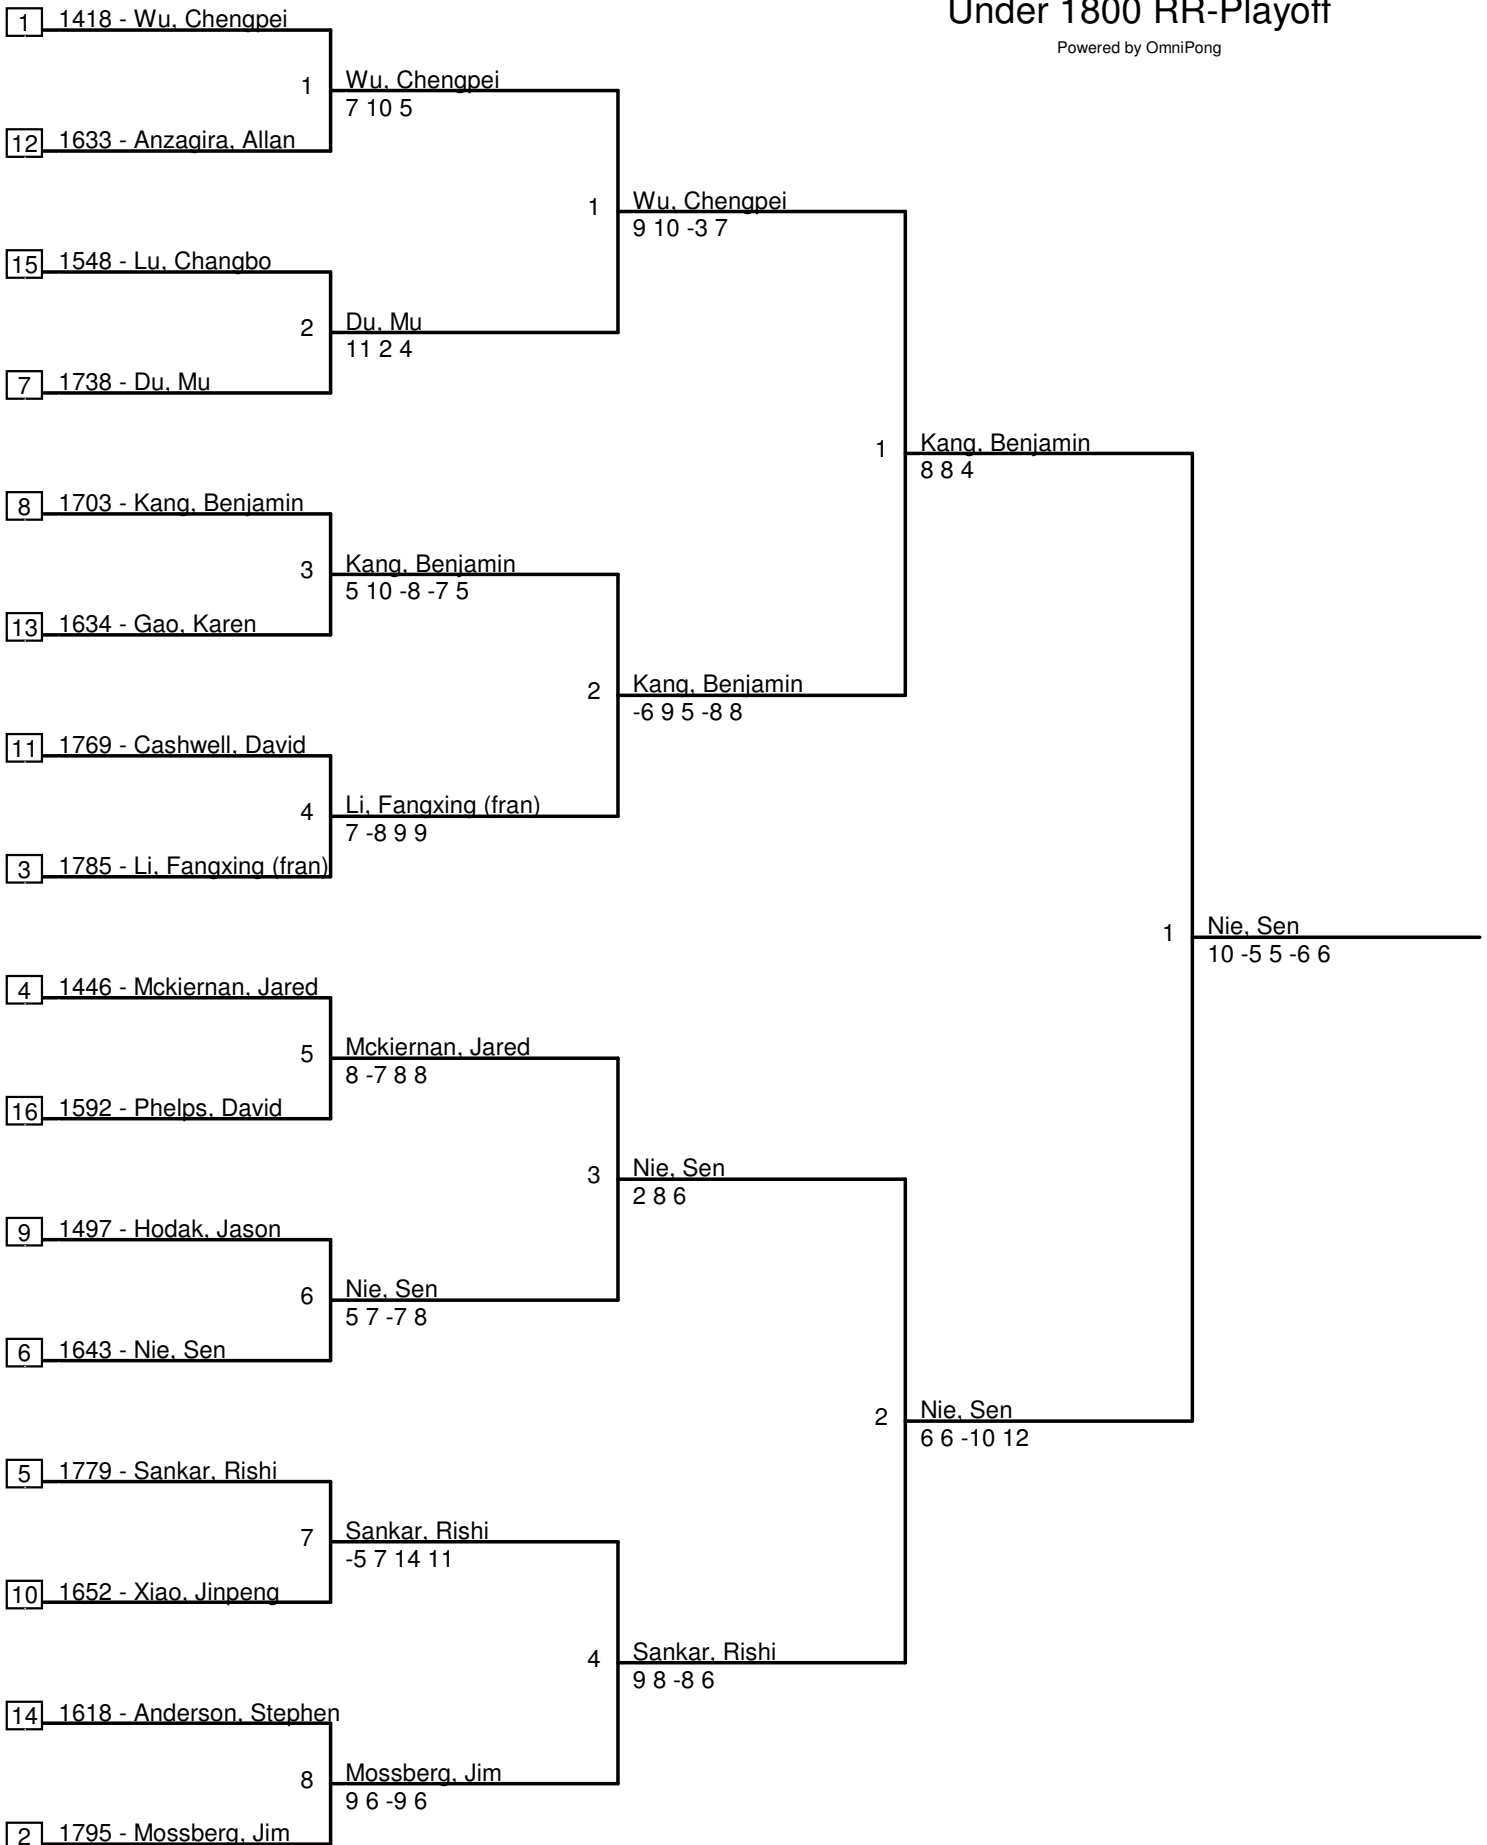 Under 1800 RR-Playoff
Powered by OmniPong
1 1418 - Wu, Chengpei
1 Wu, Chengpei
7 10 5
12 1633 - Anzagira, Allan
1 Wu, Chengpei
9 10 -3 7
15 1548 - Lu, Changbo
2 Du, Mu
11 2 4
7 1738 - Du, Mu
1 Kang, Benjamin
8 8 4
8 1703 - Kang, Benjamin
3 Kang, Benjamin
5 10 -8 -7 5
13 1634 - Gao, Karen
2 Kang, Benjamin
-6 9 5 -8 8
11 1769 - Cashwell, David
4 Li, Fangxing (fran)
7 -8 9 9
3 1785 - Li, Fangxing (fran)
1 Nie, Sen
10 -5 5 -6 6
4 1446 - Mckiernan, Jared
5 Mckiernan, Jared
8 -7 8 8
16 1592 - Phelps, David
3 Nie, Sen
2 8 6
9 1497 - Hodak, Jason
6 Nie, Sen
5 7 -7 8
6 1643 - Nie, Sen
2 Nie, Sen
6 6 -10 12
5 1779 - Sankar, Rishi
7 Sankar, Rishi
-5 7 14 11
10 1652 - Xiao, Jinpeng
4 Sankar, Rishi
9 8 -8 6
14 1618 - Anderson, Stephen
8 Mossberg, Jim
9 6 -9 6
2 1795 - Mossberg, Jim